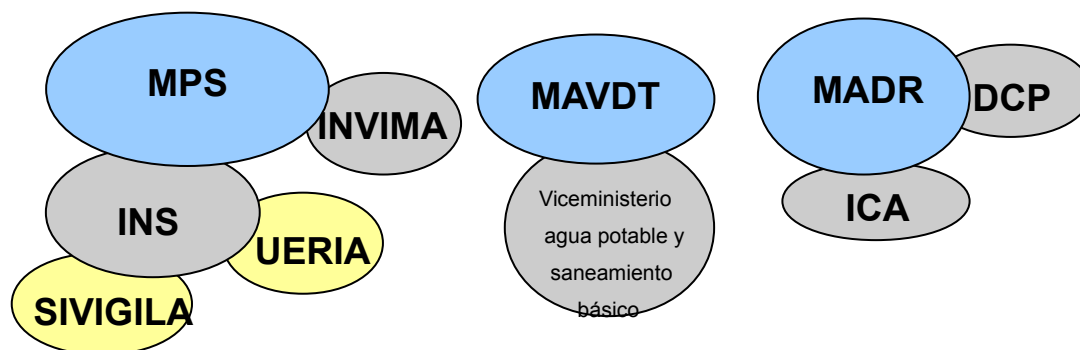 MPS
INVIMA
INS
UERIA
SIVIGILA
MAVDT
Viceministerio
agua potable y
saneamiento
básico
MADR
DCP
ICA